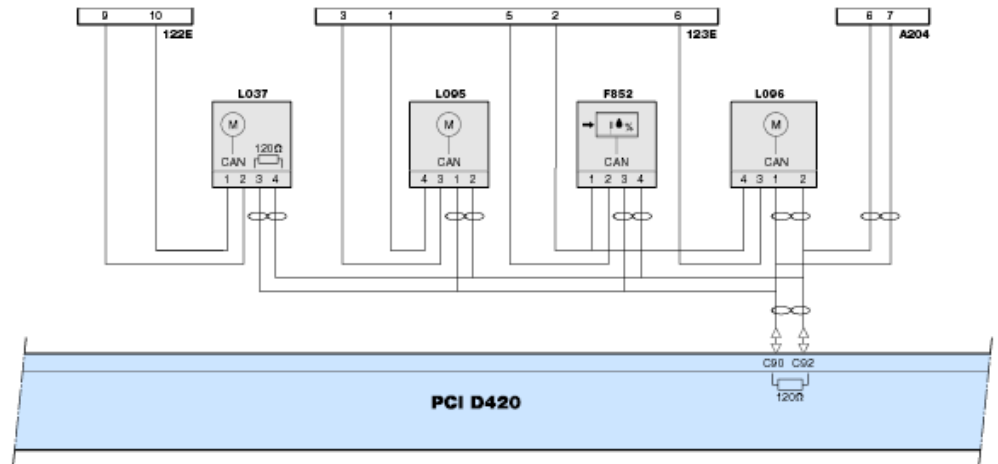 9 10 3 1 5 2 6 6 7
122E 123E A204
L037 L095 F852 L096
M M M
I % 
120Ω
CAN CAN CAN CAN
1 2 3 4 4 3 1 2 1 2 3 4 4 3 1 2
C90 C92
120Ω
PCI D420